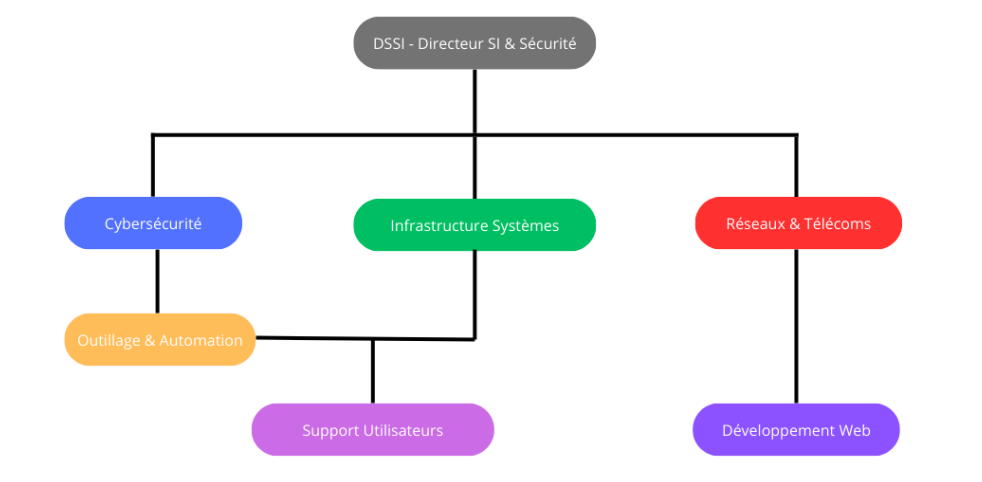 DSSI - Directeur SI & Sécurité
Cybersécurité
Infrastructure Systèmes
Réseaux & Télécoms
Outillage & Automation
Support Utilisateurs
Développement Web